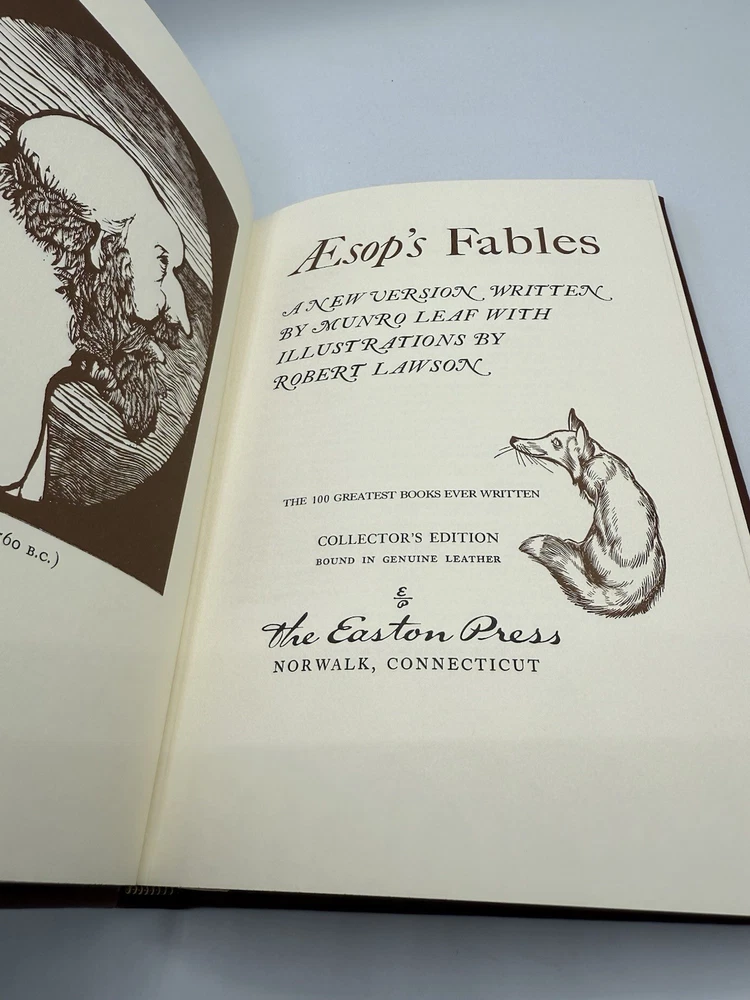 60 B.C.)
Æsop's Fables
A NEW VERSION WRITTEN
BY MUNRO LEAF WITH
ILLUSTRATIONS BY
ROBERT LAWSON
THE 100 GREATEST BOOKS EVER WRITTEN
COLLECTOR'S EDITION
BOUND IN GENUINE LEATHER
E
P
The Easton Press
NORWALK, CONNECTICUT